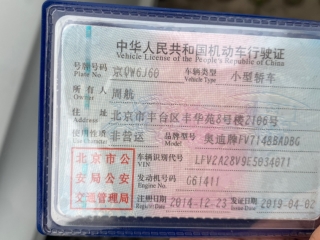 中华人民共和国机动车行驶证
Vehicle License of the People's Republic of China
号牌号码 京QW6J60 车辆类型 小型轿车
Plate No. Vehicle Type
所有人 周航
Owner
住址 北京市丰台区丰华苑8号楼2106号
Address
使用性质 非营运 品牌型号 奥迪牌FV7148BADBG
Use Character Model
北京市公 车辆识别代号 LFV2A28V9E5034071
安局公安 VIN
交通管理局 发动机号码 G61411
Engine No.
注册日期 2014-12-23 发证日期 2019-04-02
Register Date Issue Date